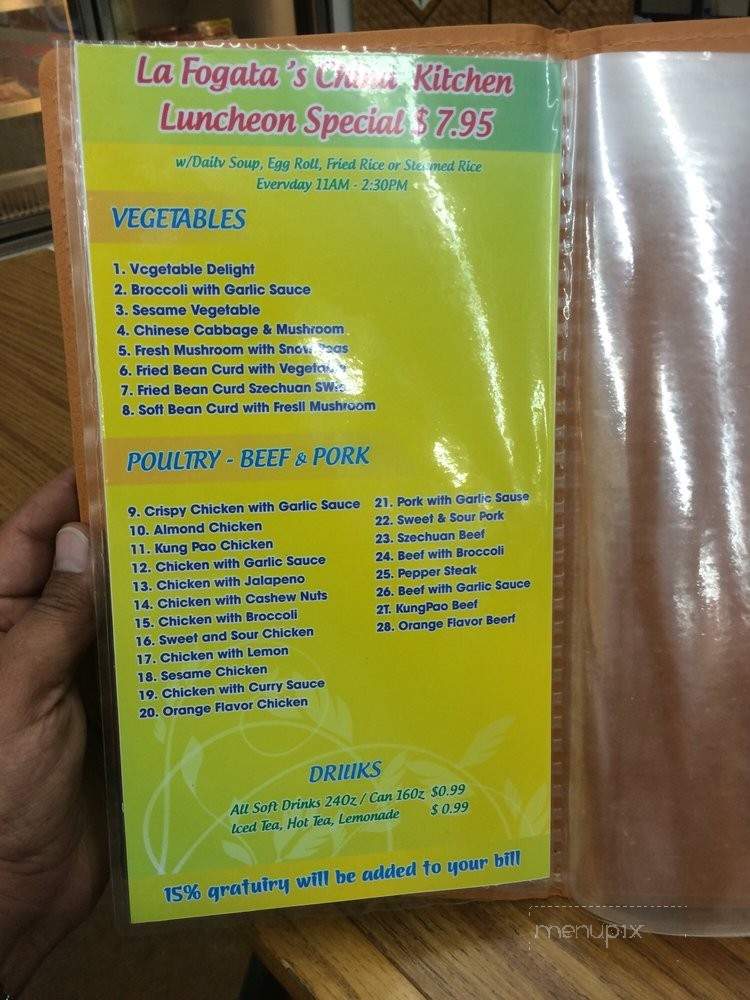 La Fogata 's China Kitchen
Luncheon Special $ 7.95
w/Daily Soup, Egg Roll, Fried Rice or Steamed Rice
Everyday 11AM - 2:30PM
VEGETABLES
1. Vcgetable Delight
2. Broccoli with Garlic Sauce
3. Sesame Vegetable
4. Chinese Cabbage & Mushroom
5. Fresh Mushroom with Snow Peas
6. Fried Bean Curd with Vegetable
7. Fried Bean Curd Szechuan
8. Soft Bean Curd with Fresll Mushroom
POULTRY - BEEF & PORK
9. Crispy Chicken with Garlic Sauce
10. Almond Chicken
11. Kung Pao Chicken
12. Chicken with Garlic Sauce
13. Chicken with Jalapeno
14. Chicken with Cashew Nuts
15. Chicken with Broccoli
16. Sweet and Sour Chicken
17. Chicken with Lemon
18. Sesame Chicken
19. Chicken with Curry Sauce
20. Orange Flavor Chicken
21. Pork with Garlic Sause
22. Sweet & Sour Pork
23. Szechuan Beef
24. Beef with Broccoli
25. Pepper Steak
26. Beef with Garlic Sauce
2T. KungPao Beef
28. Orange Flavor Beerf
DRIUKS
All Soft Drinks 24Oz / Can 16Oz $0.99
Iced Tea, Hot Tea, Lemonade $ 0.99
15% gratuiry will be added to your bill
menupix